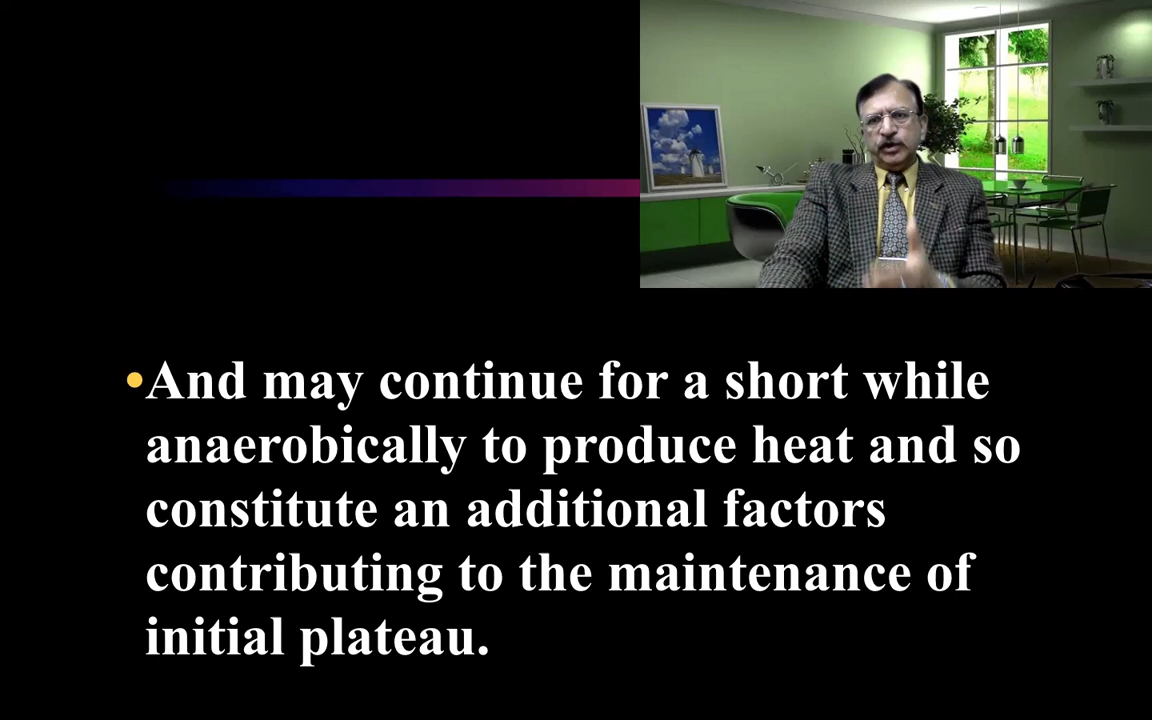 •And may continue for a short while
anaerobically to produce heat and so
constitute an additional factors
contributing to the maintenance of
initial plateau.